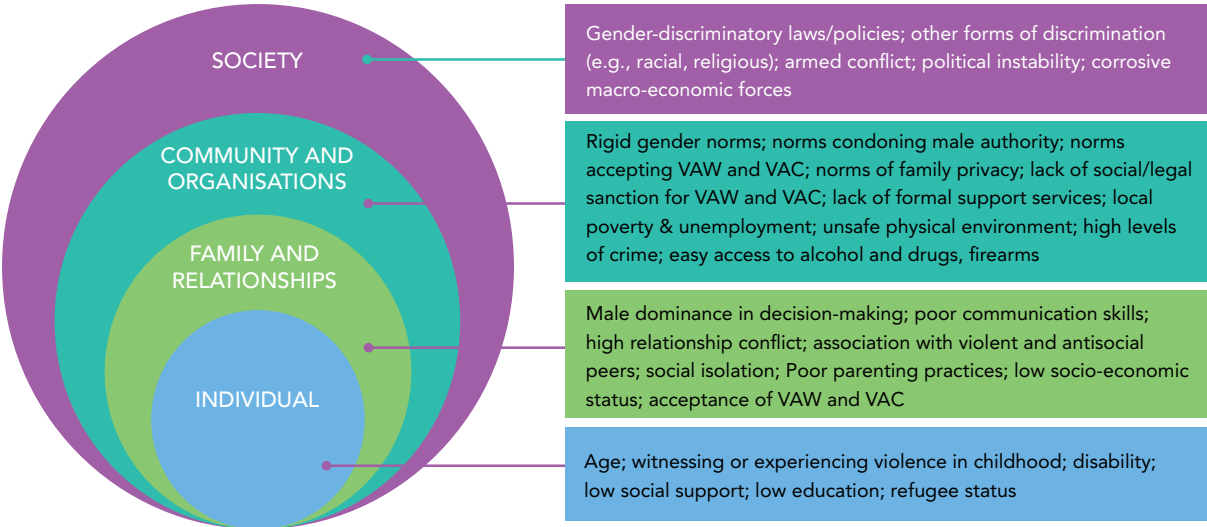 SOCIETY
Gender-discriminatory laws/policies; other forms of discrimination
(e.g., racial, religious); armed conflict; political instability; corrosive
macro-economic forces
COMMUNITY AND
ORGANISATIONS
Rigid gender norms; norms condoning male authority; norms
accepting VAW and VAC; norms of family privacy; lack of social/legal
sanction for VAW and VAC; lack of formal support services; local
poverty & unemployment; unsafe physical environment; high levels
of crime; easy access to alcohol and drugs, firearms
FAMILY AND
RELATIONSHIPS
Male dominance in decision-making; poor communication skills;
high relationship conflict; association with violent and antisocial
peers; social isolation; Poor parenting practices; low socio-economic
status; acceptance of VAW and VAC
INDIVIDUAL
Age; witnessing or experiencing violence in childhood; disability;
low social support; low education; refugee status